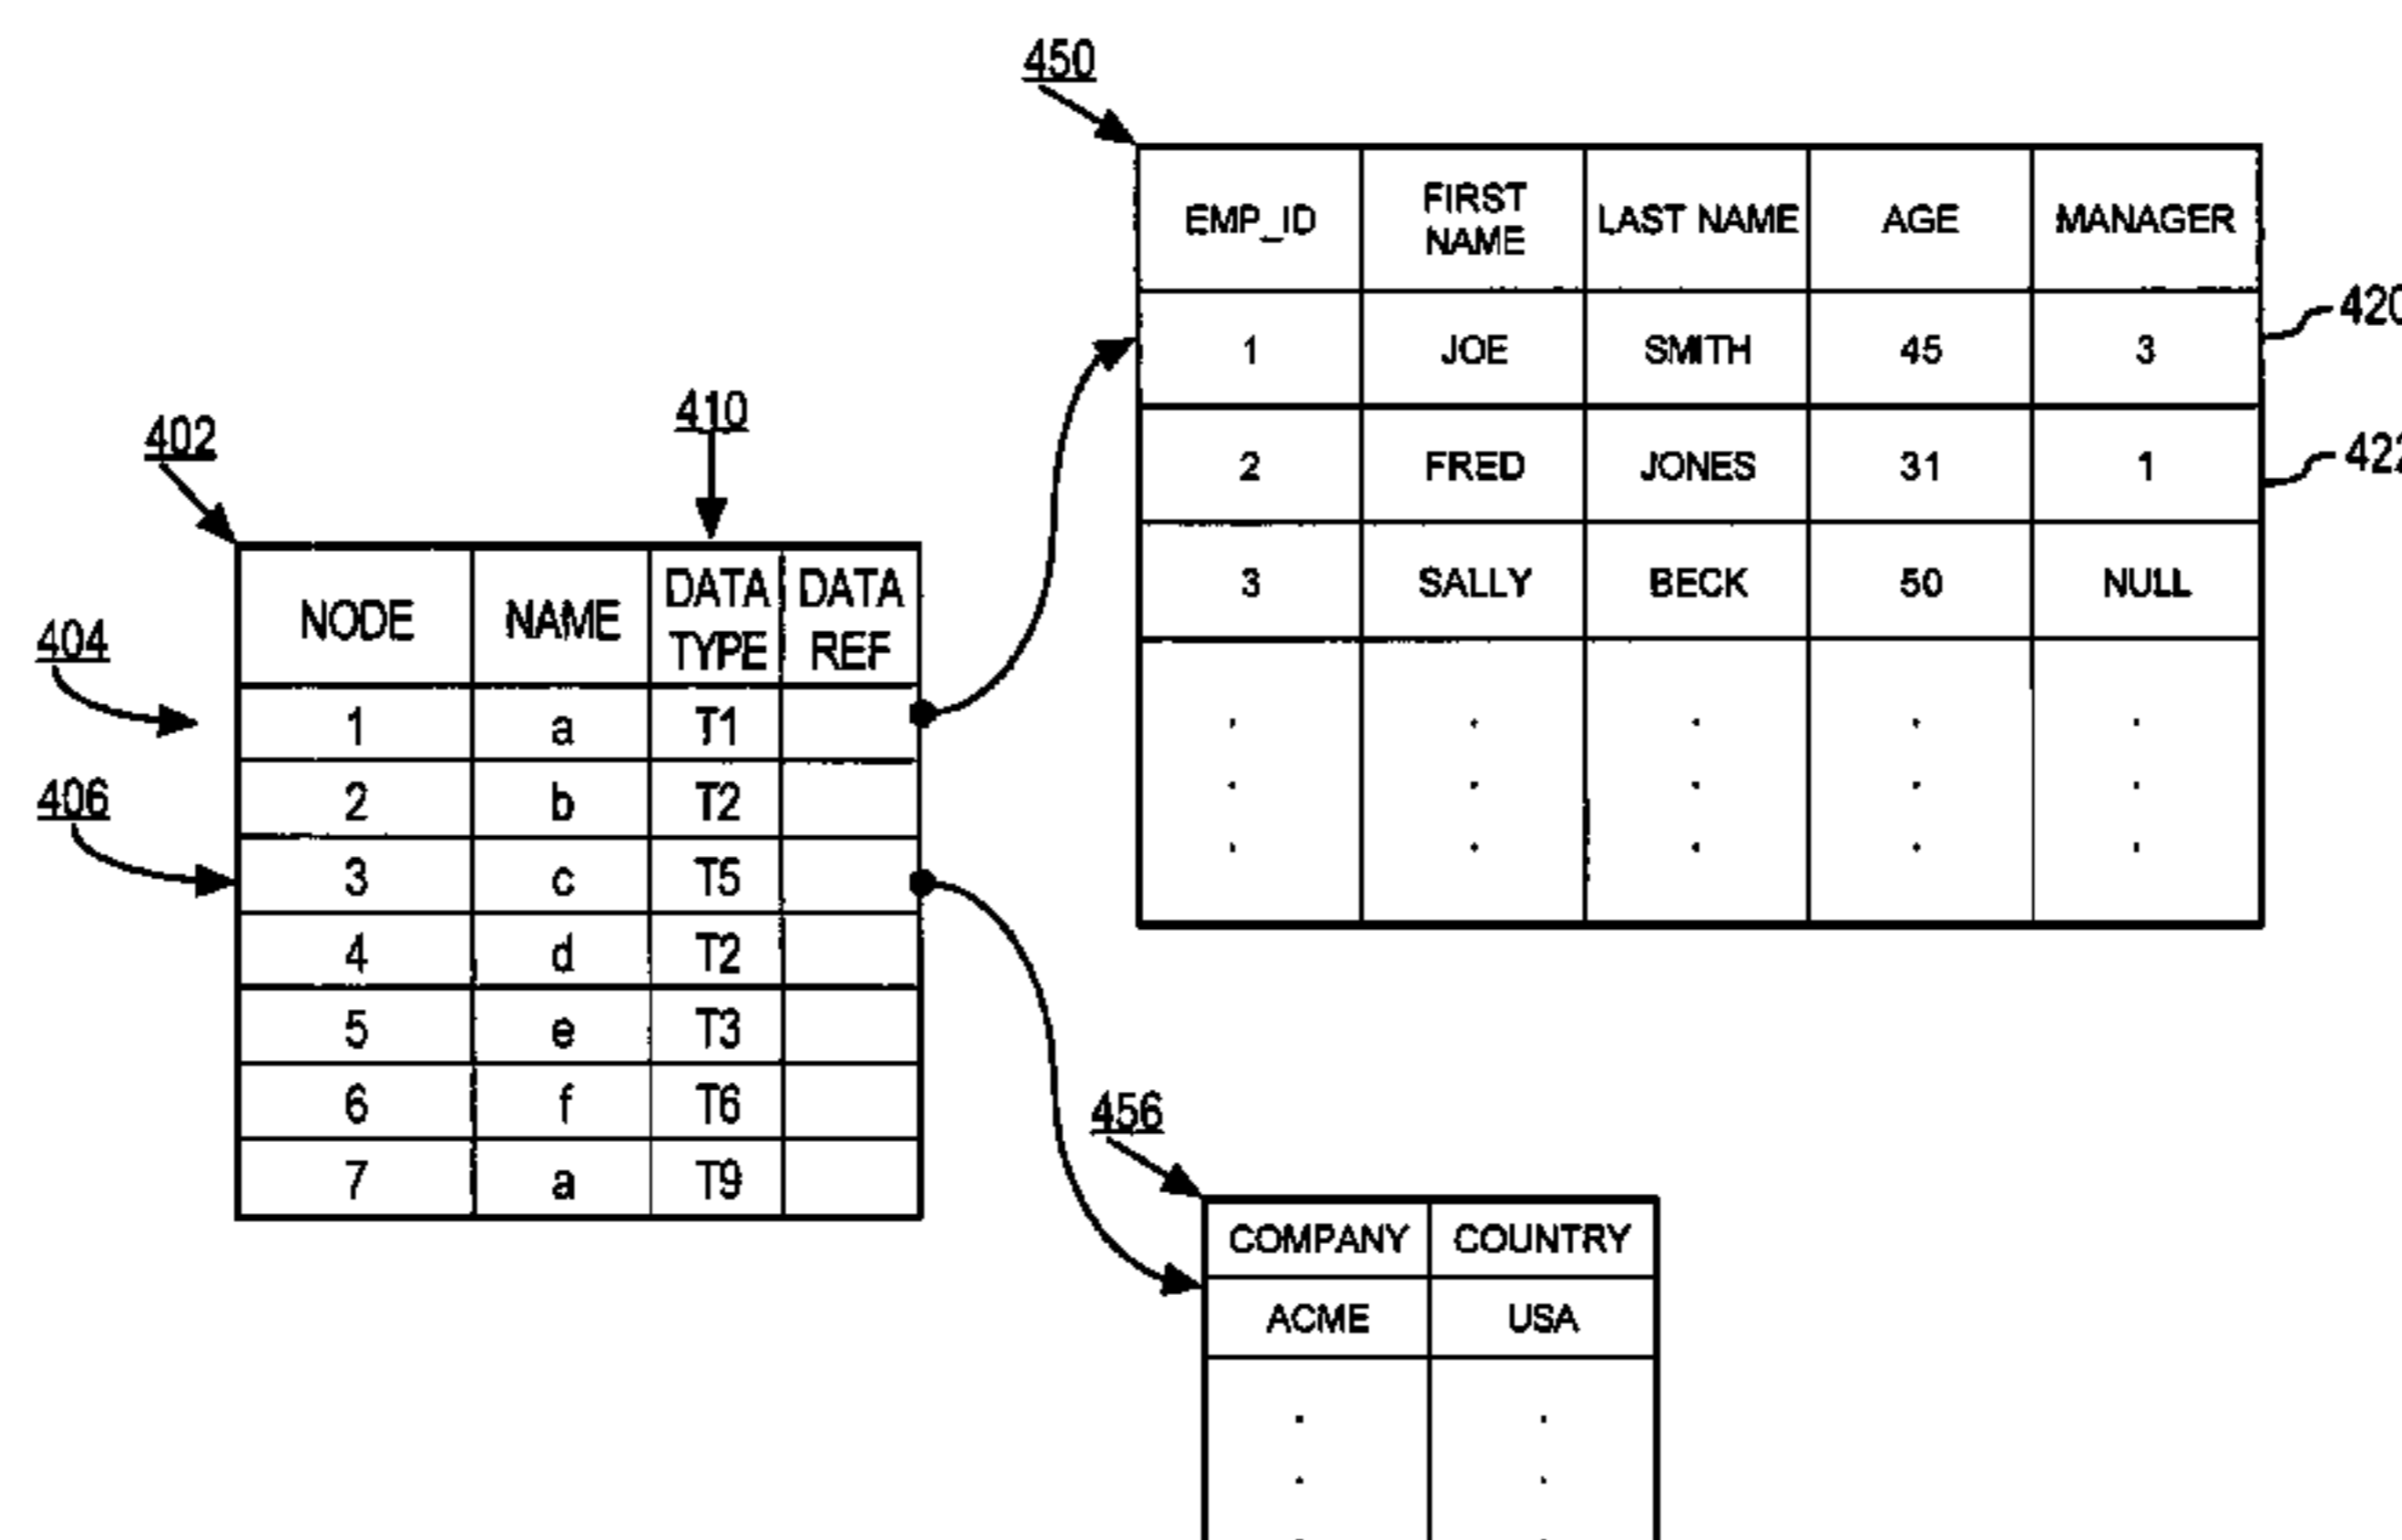 450
EMP_ID FIRST NAME LAST NAME AGE MANAGER
1 JOE SMITH 45 3
2 FRED JONES 31 1
3 SALLY BECK 50 NULL
402
410
404
406
NODE NAME DATA TYPE DATA REF
1 a T1
2 b T2
3 c T5
4 d T2
5 e T3
6 f T6
7 a T9
456
COMPANY COUNTRY
ACME USA